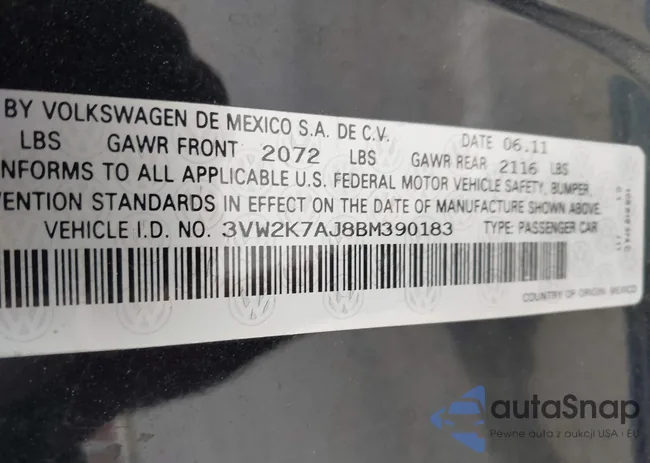 BY VOLKSWAGEN DE MEXICO S.A. DE C.V. DATE 06.11
LBS GAWR FRONT 2072 LBS GAWR REAR 2116 LBS
NFORMS TO ALL APPLICABLE U.S. FEDERAL MOTOR VEHICLE SAFETY, BUMPER,
VENTION STANDARDS IN EFFECT ON THE DATE OF MANUFACTURE SHOWN ABOVE.
VEHICLE I.D. NO. 3VW2K7AJ8BM390183 TYPE: PASSENGER CAR
COUNTRY OF ORIGIN: MEXICO
autaSnap
Pewne auta z aukcji USA i EU